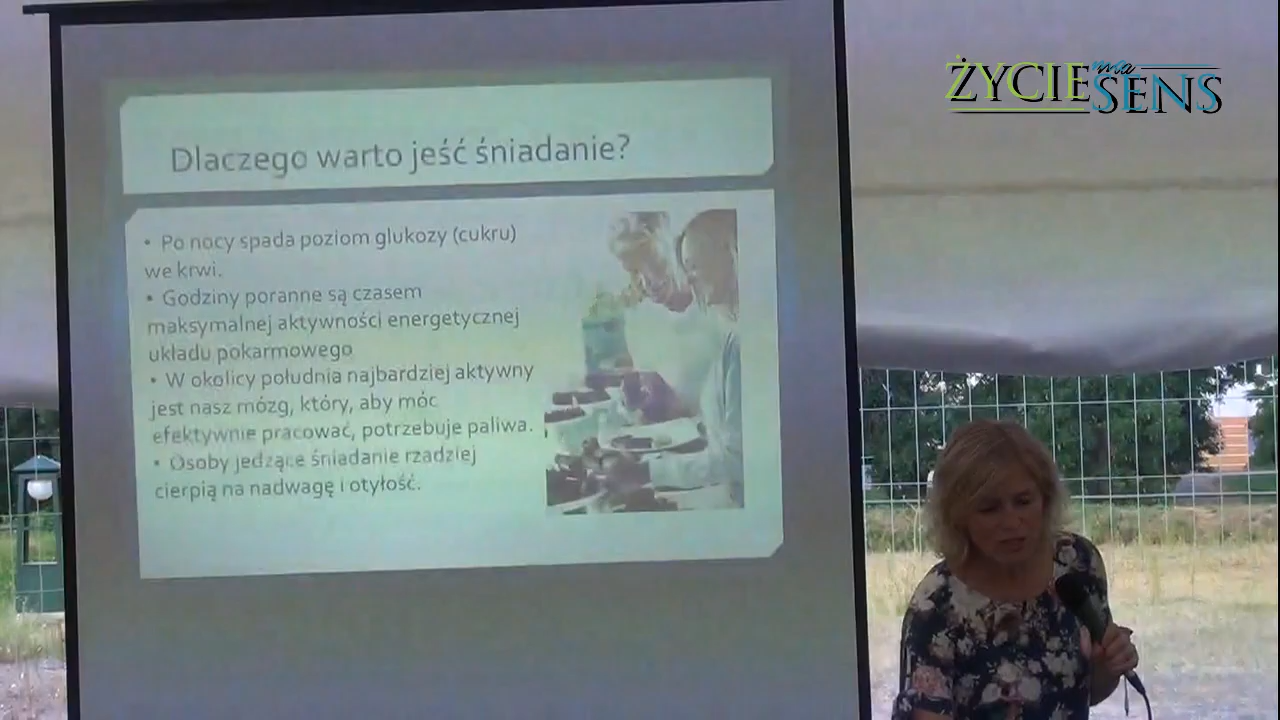 ŻYCIE ma SENS
Dlaczego warto jeść śniadanie?
• Po nocy spada poziom glukozy (cukru)
we krwi.
• Godziny poranne są czasem
maksymalnej aktywności energetycznej
układu pokarmowego
• W okolicy południa najbardziej aktywny
jest nasz mózg, który, aby móc
efektywnie pracować, potrzebuje paliwa.
• Osoby jedzące śniadanie rzadziej
cierpią na nadwagę i otyłość.